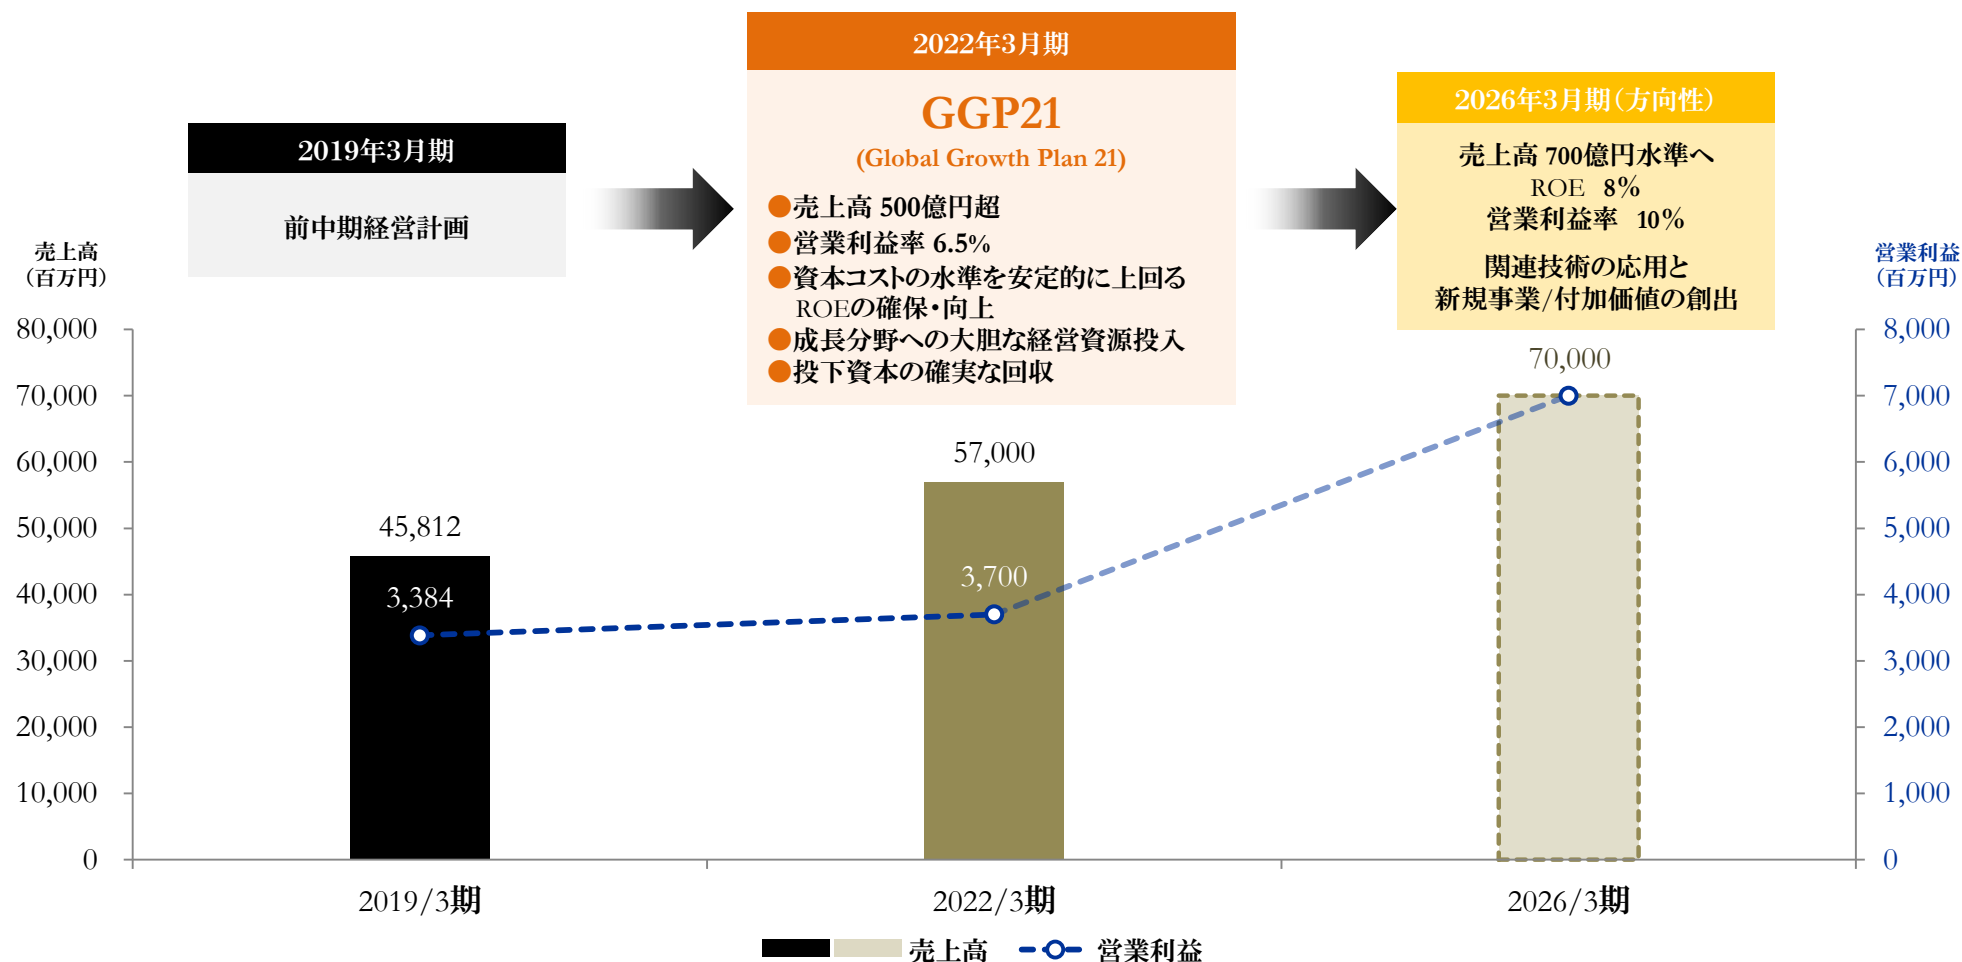 2019年3月期
前中期経営計画
2022年3月期
GGP21
(Global Growth Plan 21)
●売上高 500億円超
●営業利益率 6.5%
●資本コストの水準を安定的に上回る
ROEの確保・向上
●成長分野への大胆な経営資源投入
●投下資本の確実な回収
2026年3月期(方向性)
売上高 700億円水準へ
ROE 8%
営業利益率 10%
関連技術の応用と
新規事業/付加価値の創出
売上高
(百万円)
営業利益
(百万円)
80,000
70,000
60,000
50,000
40,000
30,000
20,000
10,000
0
45,812
3,384
57,000
3,700
70,000
8,000
7,000
6,000
5,000
4,000
3,000
2,000
1,000
0
2019/3期
2022/3期
2026/3期
売上高
営業利益